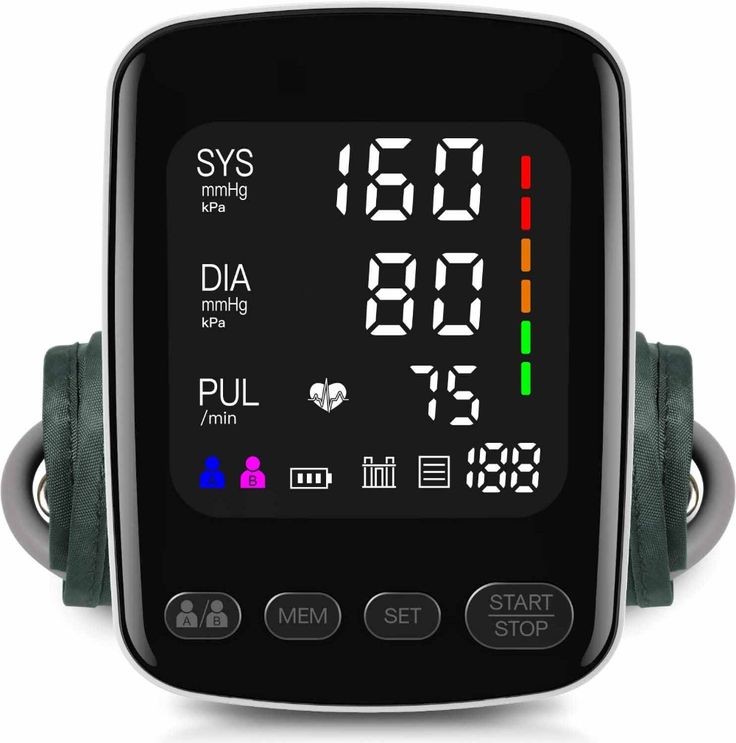 SYS
mmHg
kPa
160
DIA
mmHg
kPa
80
PUL
/min
75
A B
188
A/B
MEM
SET
START
STOP